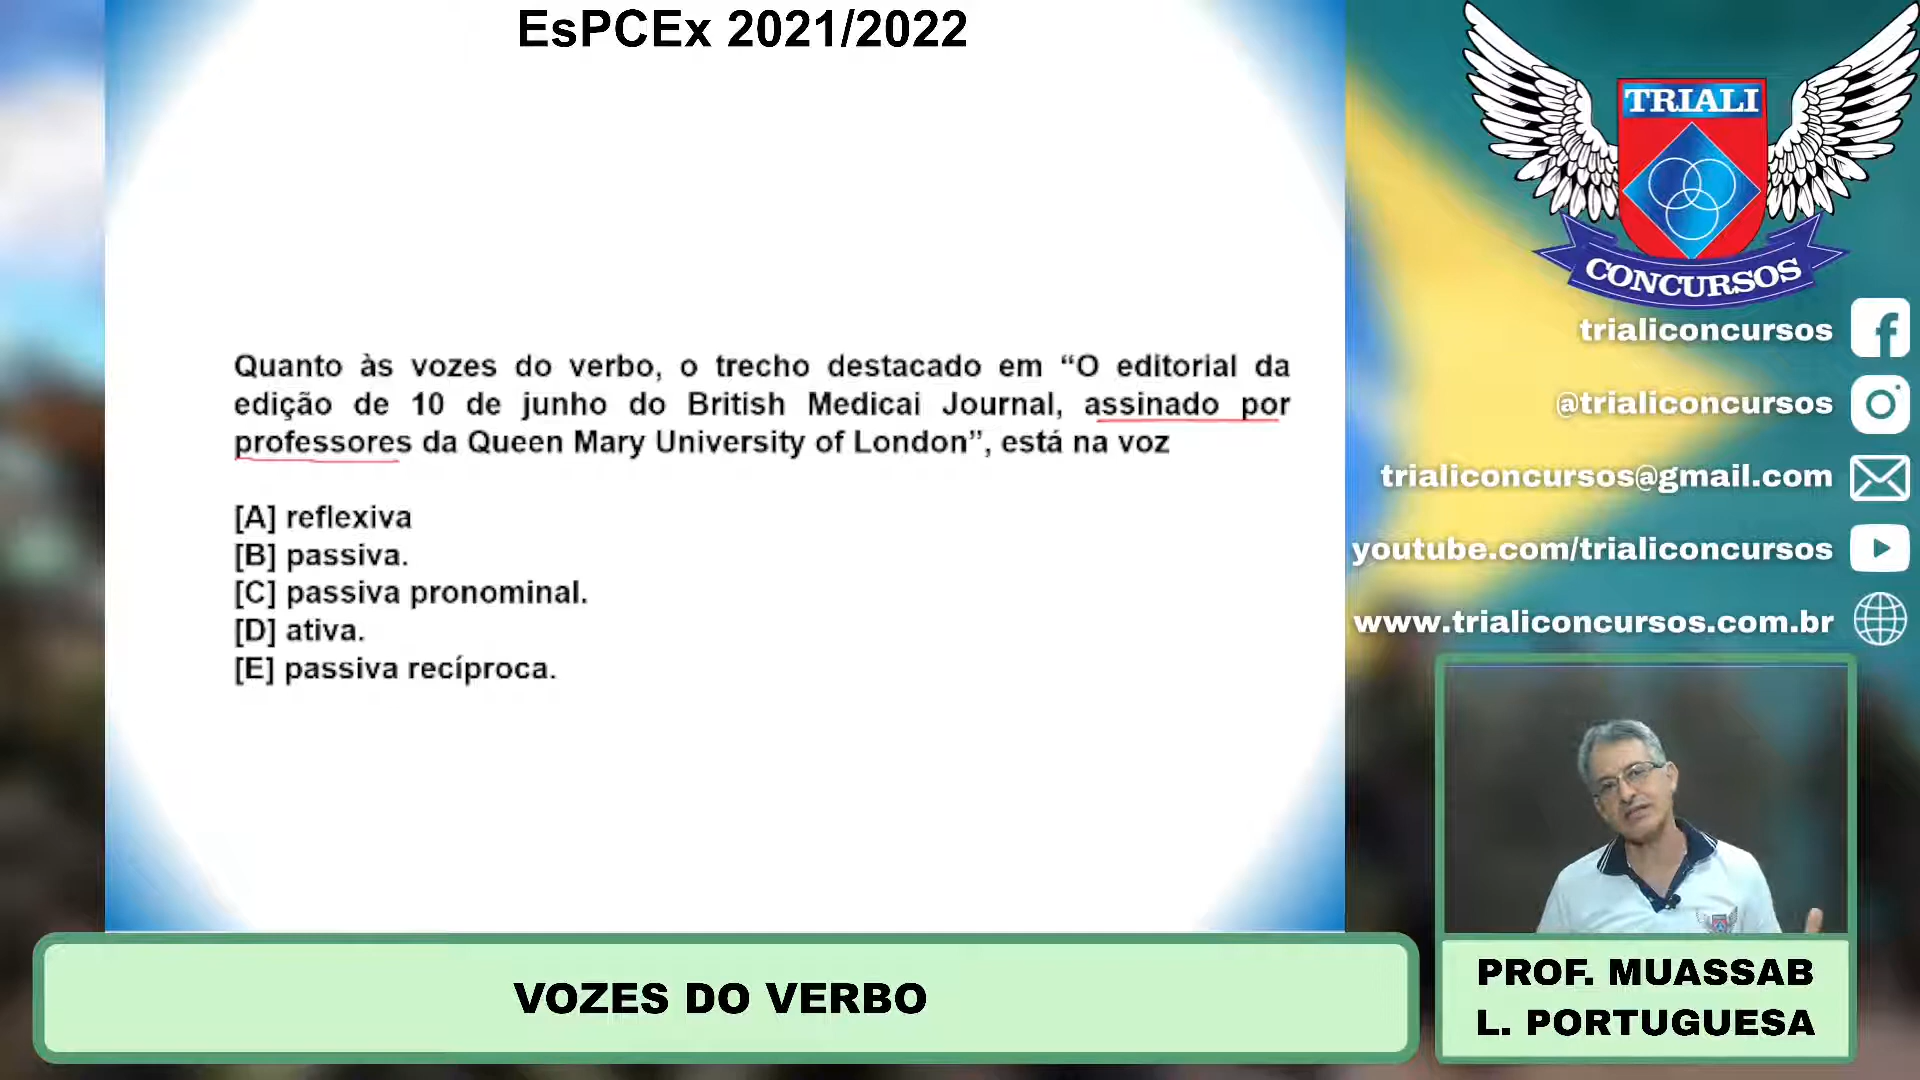 EsPCEx 2021/2022
TRIALI
CONCURSOS
trialiconcursos
@trialiconcursos
trialiconcursos@gmail.com
youtube.com/trialiconcursos
www.trialiconcursos.com.br
Quanto às vozes do verbo, o trecho destacado em “O editorial da
edição de 10 de junho do British Medicai Journal, assinado por
professores da Queen Mary University of London”, está na voz
[A] reflexiva
[B] passiva.
[C] passiva pronominal.
[D] ativa.
[E] passiva recíproca.
VOZES DO VERBO
PROF. MUASSAB
L. PORTUGUESA